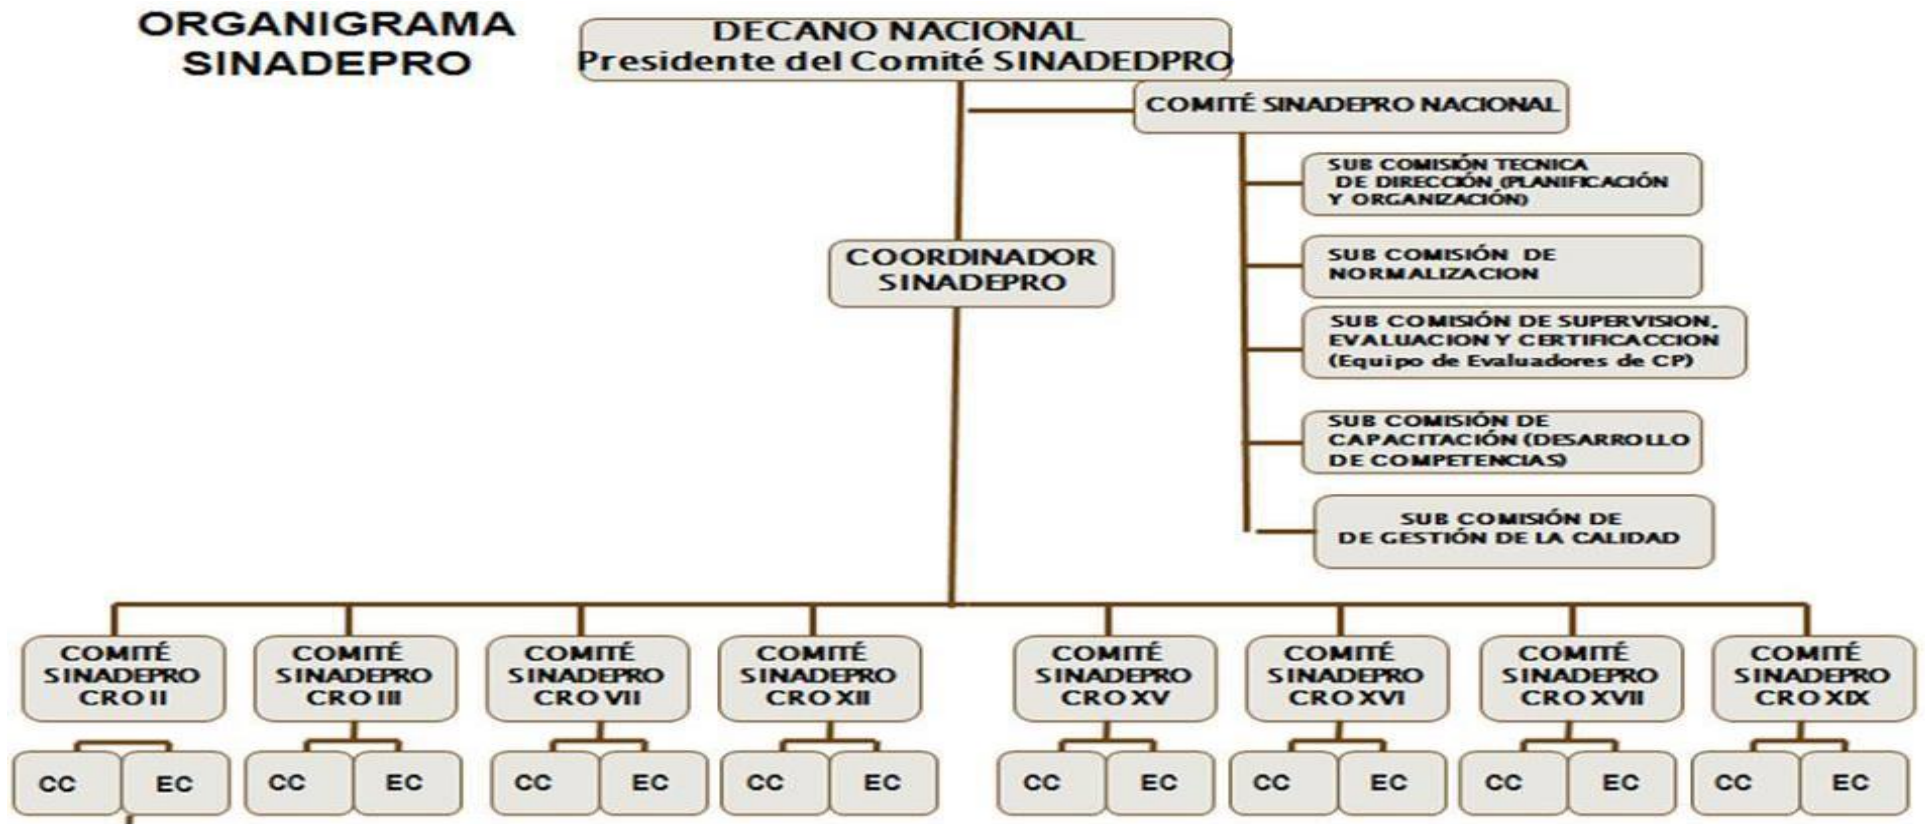 ORGANIGRAMA
SINADEPRO
DECANO NACIONAL
Presidente del Comité SINADEDPRO
COMITÉ SINADEPRO NACIONAL
SUB COMISIÓN TECNICA
DE DIRECCIÓN (PLANIFICACIÓN
Y ORGANIZACIÓN)
COORDINADOR
SINADEPRO
SUB COMISIÓN DE
NORMALIZACION
SUB COMISIÓN DE SUPERVISION,
EVALUACION Y CERTIFICACCION
(Equipo de Evaluadores de CP)
SUB COMISIÓN DE
CAPACITACIÓN (DESARROLLO
DE COMPETENCIAS)
SUB COMISIÓN DE
DE GESTIÓN DE LA CALIDAD
COMITÉ
SINADEPRO
CRO II
COMITÉ
SINADEPRO
CRO III
COMITÉ
SINADEPRO
CRO VII
COMITÉ
SINADEPRO
CRO XII
COMITÉ
SINADEPRO
CRO XV
COMITÉ
SINADEPRO
CRO XVI
COMITÉ
SINADEPRO
CRO XVII
COMITÉ
SINADEPRO
CRO XIX
CC
EC
CC
EC
CC
EC
CC
EC
CC
EC
CC
EC
CC
EC
CC
EC